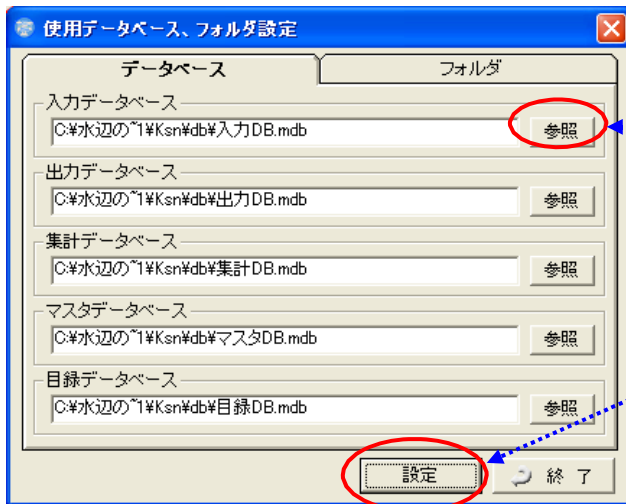 使用データベース、フォルダ設定
データベース
フォルダ
入力データベース
C:¥水辺の~1¥Ksn¥db¥入力DB.mdb
参照
出力データベース
C:¥水辺の~1¥Ksn¥db¥出力DB.mdb
参照
集計データベース
C:¥水辺の~1¥Ksn¥db¥集計DB.mdb
参照
マスタデータベース
C:¥水辺の~1¥Ksn¥db¥マスタDB.mdb
参照
目録データベース
C:¥水辺の~1¥Ksn¥db¥目録DB.mdb
参照
設定
終 了